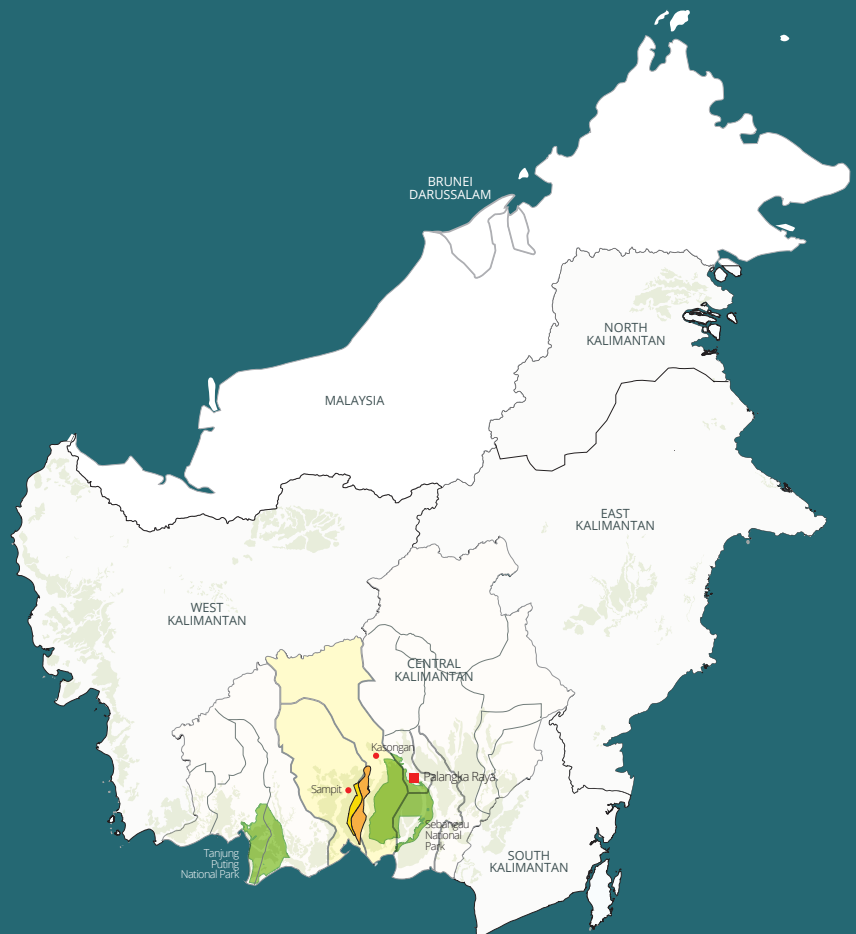 BRUNEI
DARUSSALAM
NORTH
KALIMANTAN
MALAYSIA
EAST
KALIMANTAN
WEST
KALIMANTAN
CENTRAL
KALIMANTAN
Kasongan
Palangka Raya
Sampit
Sebangau
National
Park
Tanjung
Puting
National Park
SOUTH
KALIMANTAN